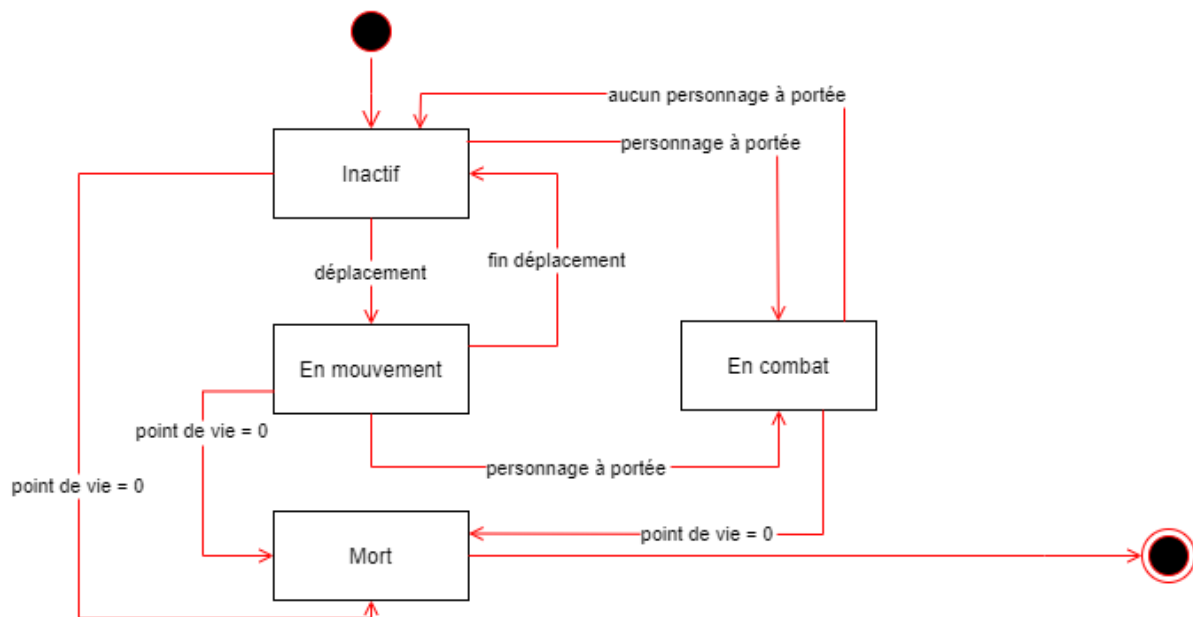 aucun personnage à portée
personnage à portée
Inactif
fin déplacement
déplacement
En mouvement
En combat
point de vie = 0
personnage à portée
point de vie = 0
point de vie = 0
Mort